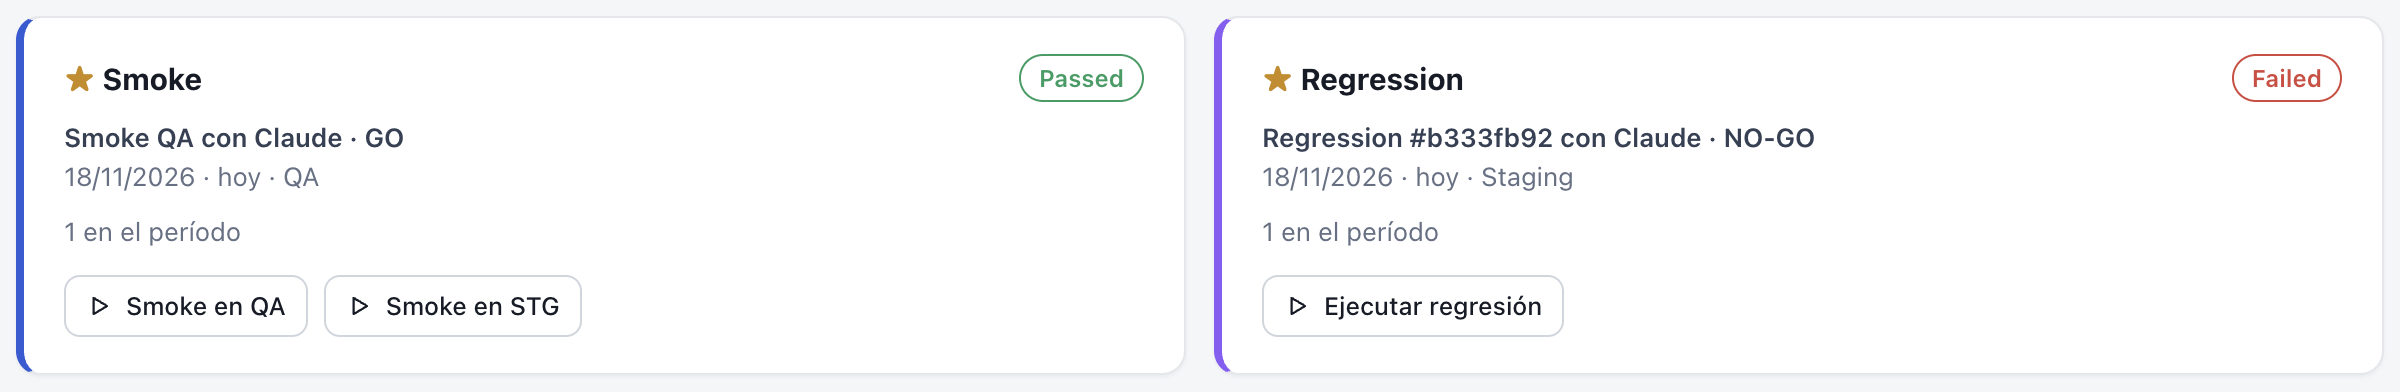 Smoke
Passed
Smoke QA con Claude · GO
18/11/2026 · hoy · QA
1 en el período
Smoke en QA
Smoke en STG
Regression
Failed
Regression #b333fb92 con Claude · NO-GO
18/11/2026 · hoy · Staging
1 en el período
Ejecutar regresión